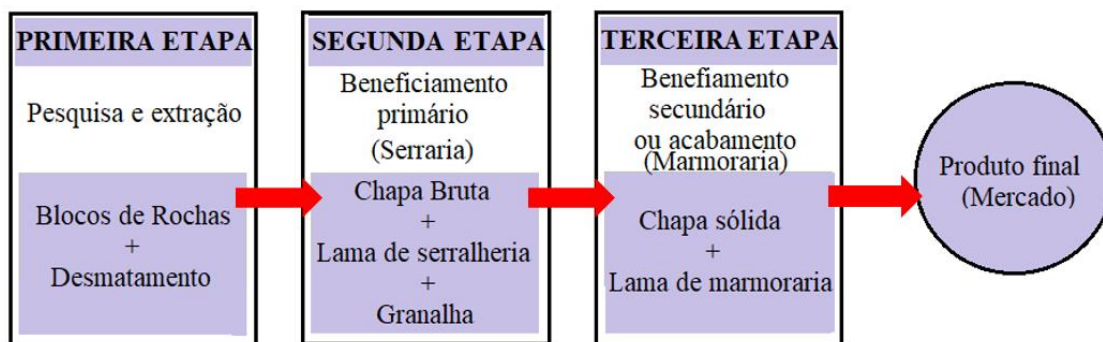 PRIMEIRA ETAPA
Pesquisa e extração
Blocos de Rochas
+
Desmatamento
SEGUNDA ETAPA
Beneficiamento
primário
(Serraria)
Chapa Bruta
+
Lama de serralheria
+
Granalha
TERCEIRA ETAPA
Benefiamento
secundário
ou acabamento
(Marmoraria)
Chapa sólida
+
Lama de marmoraria
Produto final
(Mercado)